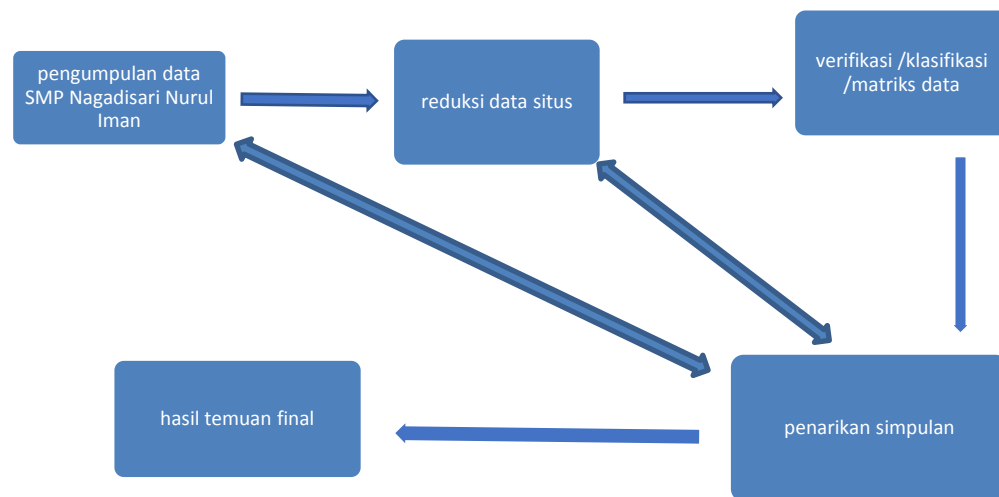 pengumpulan data
SMP Nagadisari Nurul
Iman
reduksi data situs
verifikasi /klasifikasi
/matriks data
hasil temuan final
penarikan simpulan